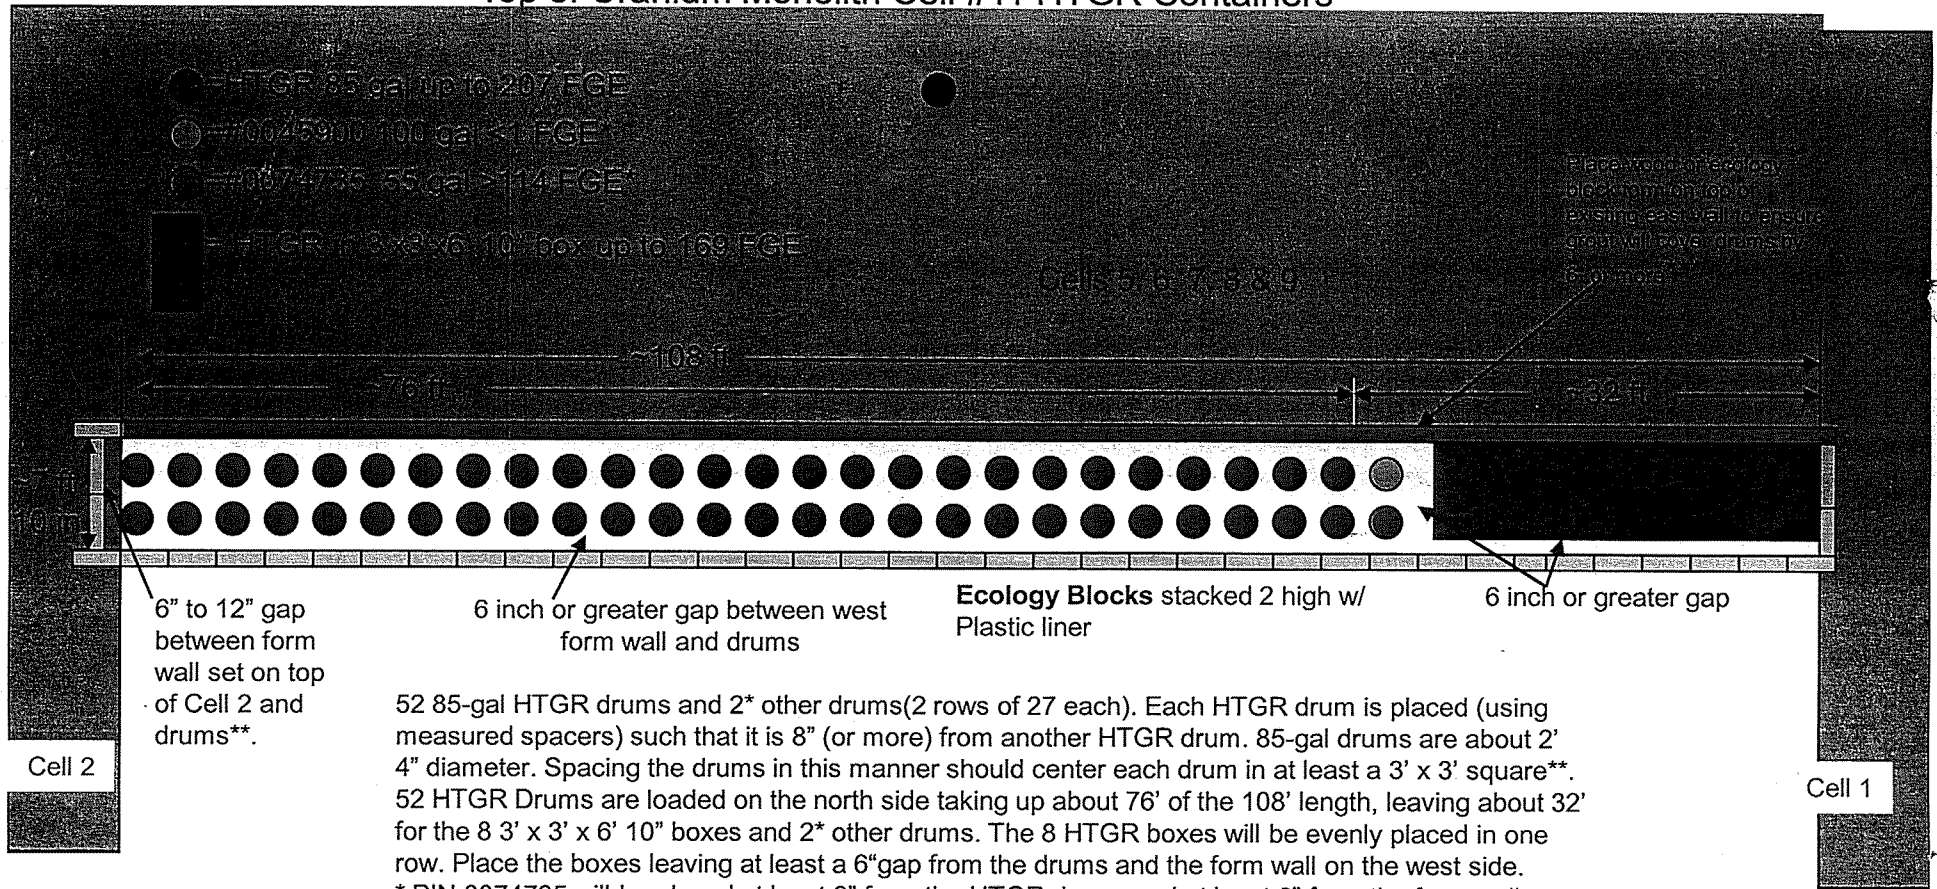 Top of Uranium Monolith Cell #11 HTGR Containers
=HTGR 85 gal up to 207 FGE
=#0045900 100 gal <1 FGE
=#0074735 55 gal >114 FGE
= HTGR 3'x3'x6' 10" box up to 169 FGE
Place wood or ecology
block form on top of
existing east wall to ensure
grout will cover drums by
6" or more
Cells 5, 6, 7, 8 & 9
~108 ft
~76 ft
~32 ft
~7 ft
10 in
6" to 12" gap
between form
wall set on top
of Cell 2 and
drums**.
6 inch or greater gap between west
form wall and drums
Ecology Blocks stacked 2 high w/
Plastic liner
6 inch or greater gap
Cell 2
Cell 1
52 85-gal HTGR drums and 2* other drums(2 rows of 27 each). Each HTGR drum is placed (using
measured spacers) such that it is 8" (or more) from another HTGR drum. 85-gal drums are about 2'
4" diameter. Spacing the drums in this manner should center each drum in at least a 3' x 3' square**.
52 HTGR Drums are loaded on the north side taking up about 76' of the 108' length, leaving about 32'
for the 8 3' x 3' x 6' 10" boxes and 2* other drums. The 8 HTGR boxes will be evenly placed in one
row. Place the boxes leaving at least a 6"gap from the drums and the form wall on the west side.